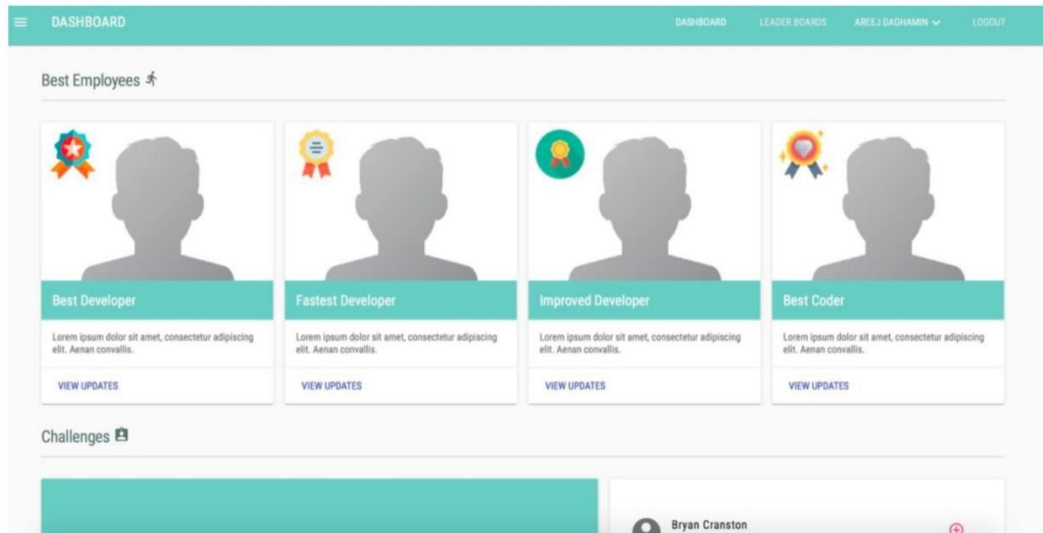 DASHBOARD
DASHBOARD LEADER BOARDS AREEJ DAGHAMIN LOGOUT
Best Employees
Best Developer
Lorem ipsum dolor sit amet, consectetur adipiscing
elit. Aenan convallis.
VIEW UPDATES
Fastest Developer
Lorem ipsum dolor sit amet, consectetur adipiscing
elit. Aenan convallis.
VIEW UPDATES
Improved Developer
Lorem ipsum dolor sit amet, consectetur adipiscing
elit. Aenan convallis.
VIEW UPDATES
Best Coder
Lorem ipsum dolor sit amet, consectetur adipiscing
elit. Aenan convallis.
VIEW UPDATES
Challenges
Bryan Cranston